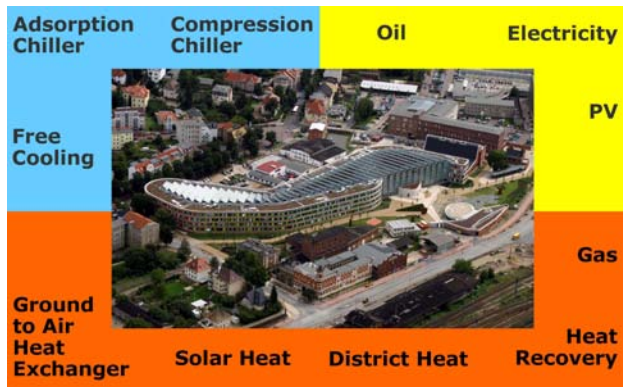 Adsorption
Chiller
Compression
Chiller
Oil
Electricity
Free
Cooling
PV
Ground
to Air
Heat
Exchanger
Solar Heat
District Heat
Gas
Heat
Recovery